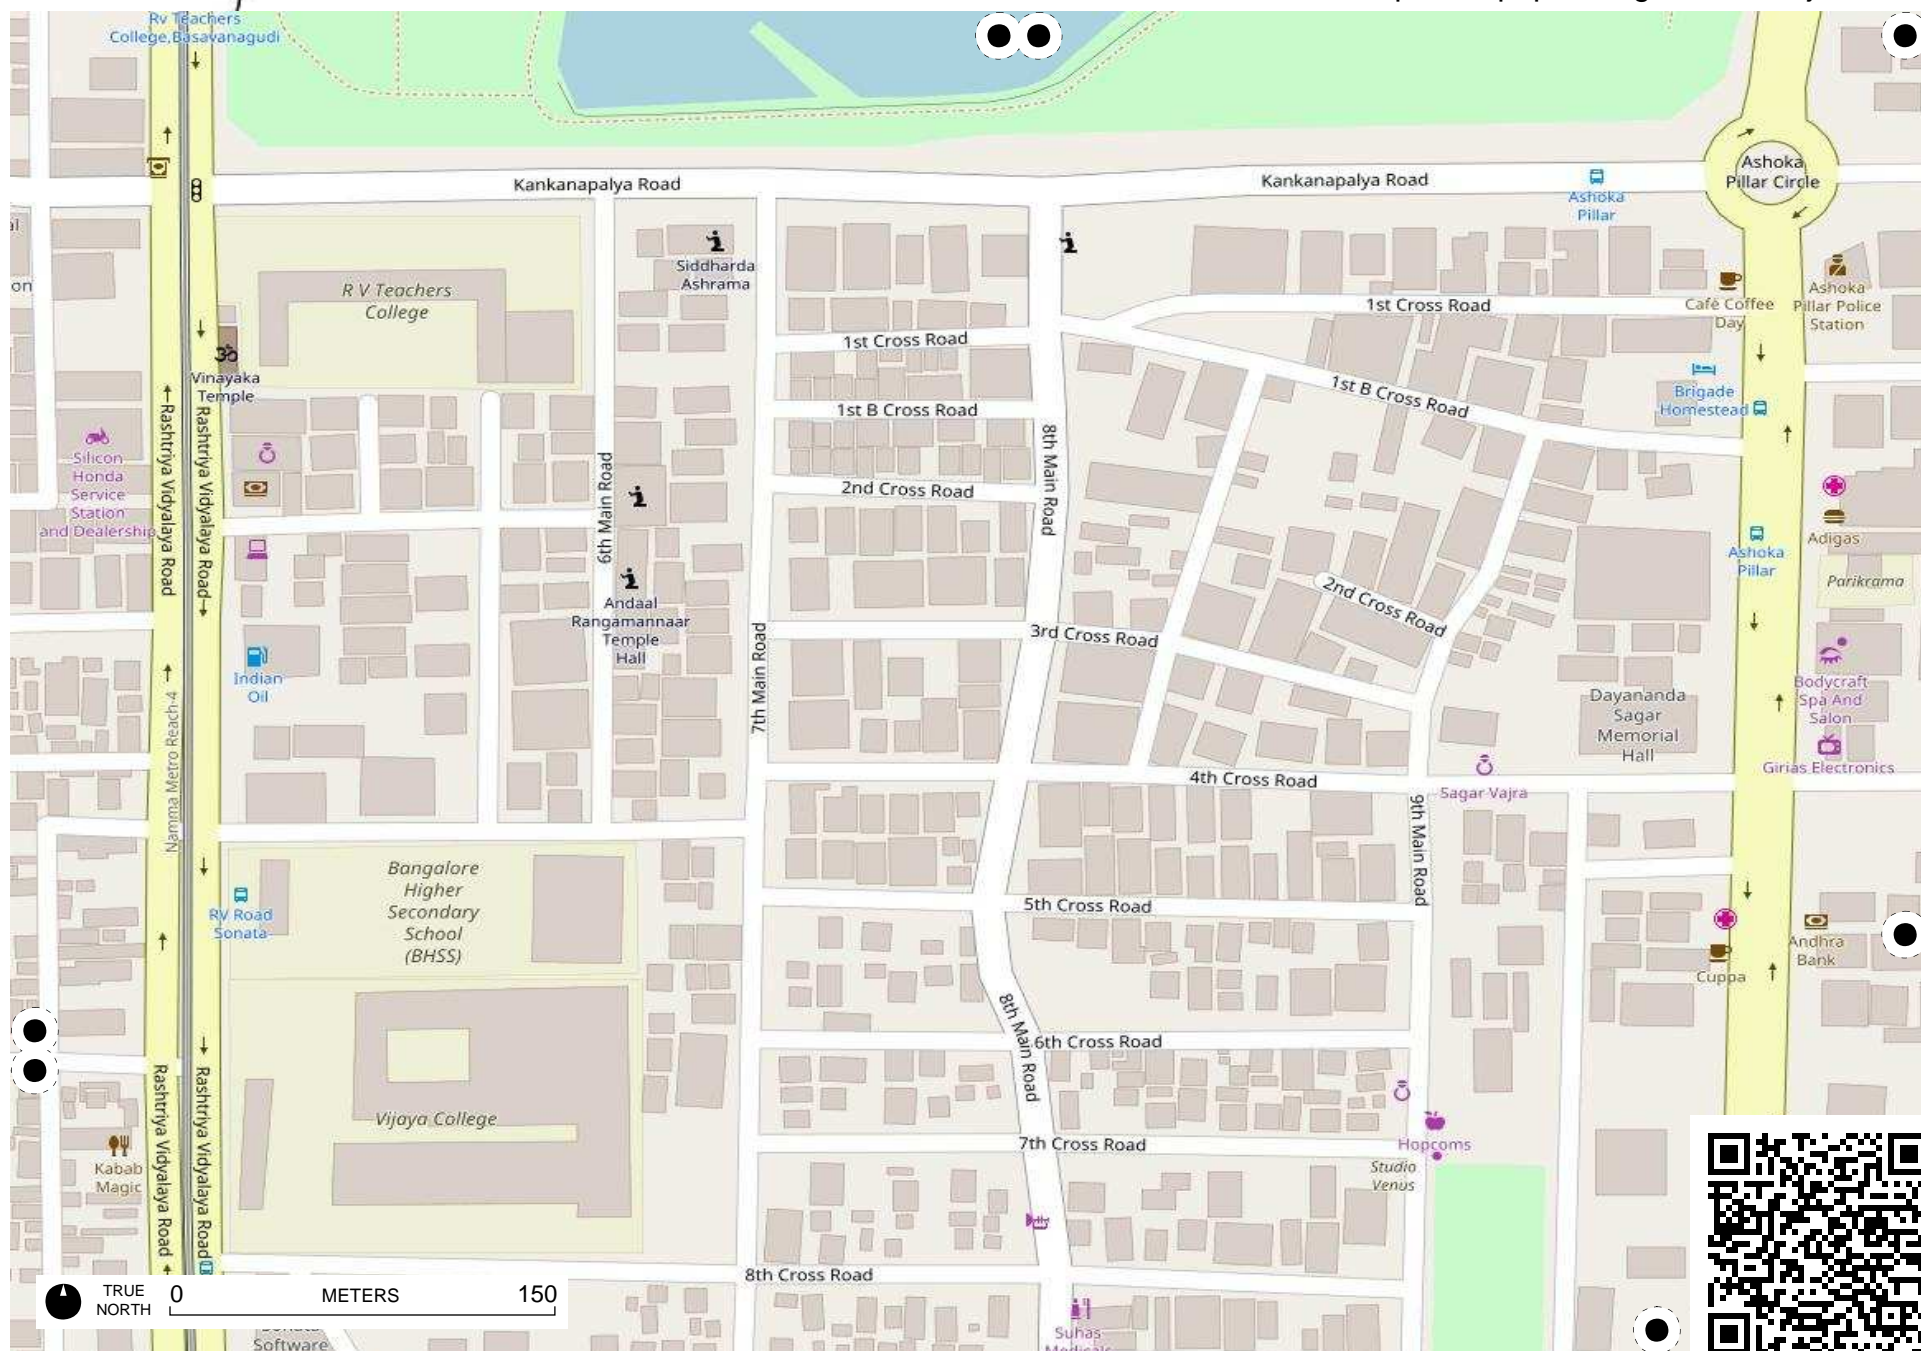 Rv Teachers
College,Basavanagudi
Kankanapalya Road
Kankanapalya Road
Ashoka
Pillar
Ashoka
Pillar Circle
R V Teachers
College
Siddharda
Ashrama
1st Cross Road
Café Coffee
Day
Ashoka
Pillar Police
Station
Vinayaka
Temple
1st Cross Road
1st B Cross Road
1st B Cross Road
Brigade
Homestead
Silicon
Honda
Service
Station
and Dealership
Rashtriya Vidyalaya Road
Rashtriya Vidyalaya Road
6th Main Road
2nd Cross Road
8th Main Road
Adigas
Ashoka
Pillar
Parikrama
Andaal
Rangamannaar
Temple
Hall
2nd Cross Road
3rd Cross Road
7th Main Road
Indian
Oil
Dayananda
Sagar
Memorial
Hall
Bodycraft
Spa And
Salon
Girias Electronics
Namma Metro Reach-4
4th Cross Road
Sagar Vajra
9th Main Road
Bangalore
Higher
Secondary
School
(BHSS)
RV Road
Sonata
5th Cross Road
Cuppa
Andhra
Bank
8th Main Road
6th Cross Road
Vijaya College
Rashtriya Vidyalaya Road
Rashtriya Vidyalaya Road
Kabab
Magic
7th Cross Road
Hopcoms
Studio
Venus
8th Cross Road
TRUE
NORTH
0 METERS 150
Software
Suhas